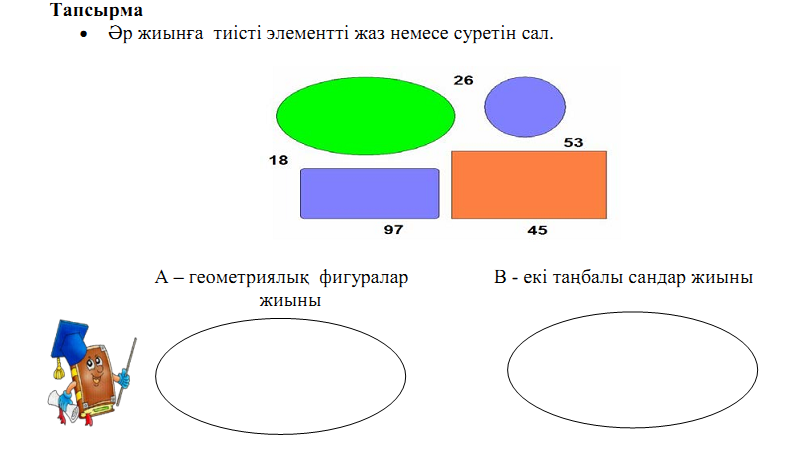 Тапсырма
• Әр жиынға тиісті элементті жаз немесе суретін сал.
26
53
18
97
45
А – геометриялық фигуралар
жиыны
В - екі таңбалы сандар жиыны